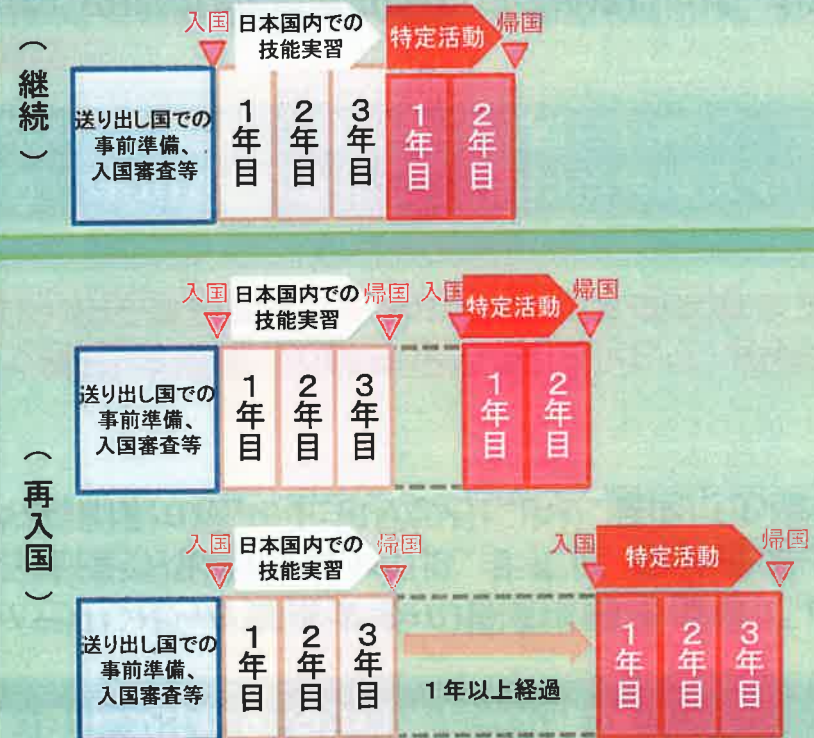 （継続）
入国
日本国内での
技能実習
特定活動
帰国
送り出し国での
事前準備、
入国審査等
1年目
2年目
3年目
1年目
2年目
（再入国）
入国
日本国内での
技能実習
帰国
入国
特定活動
帰国
送り出し国での
事前準備、
入国審査等
1年目
2年目
3年目
1年目
2年目
入国
日本国内での
技能実習
帰国
入国
特定活動
帰国
送り出し国での
事前準備、
入国審査等
1年目
2年目
3年目
1年以上経過
1年目
2年目
3年目